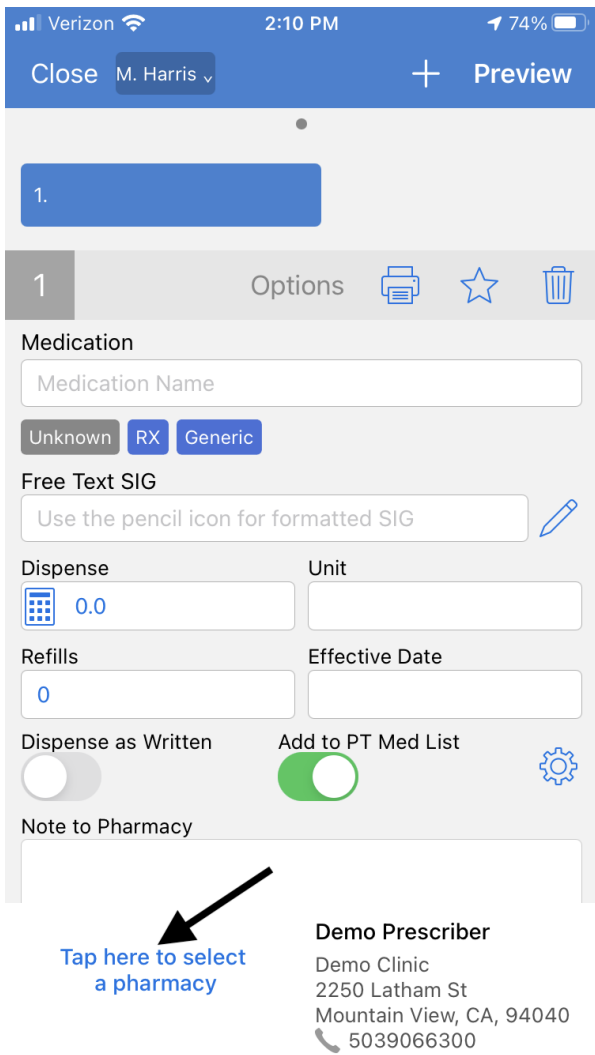 Verizon 2:10 PM 74%
Close M. Harris Preview
1.
1 Options
Medication
Medication Name
Unknown RX Generic
Free Text SIG
Use the pencil icon for formatted SIG
Dispense Unit
0.0
Refills Effective Date
0
Dispense as Written Add to PT Med List
Note to Pharmacy
Tap here to select
a pharmacy
Demo Prescriber
Demo Clinic
2250 Latham St
Mountain View, CA, 94040
5039066300